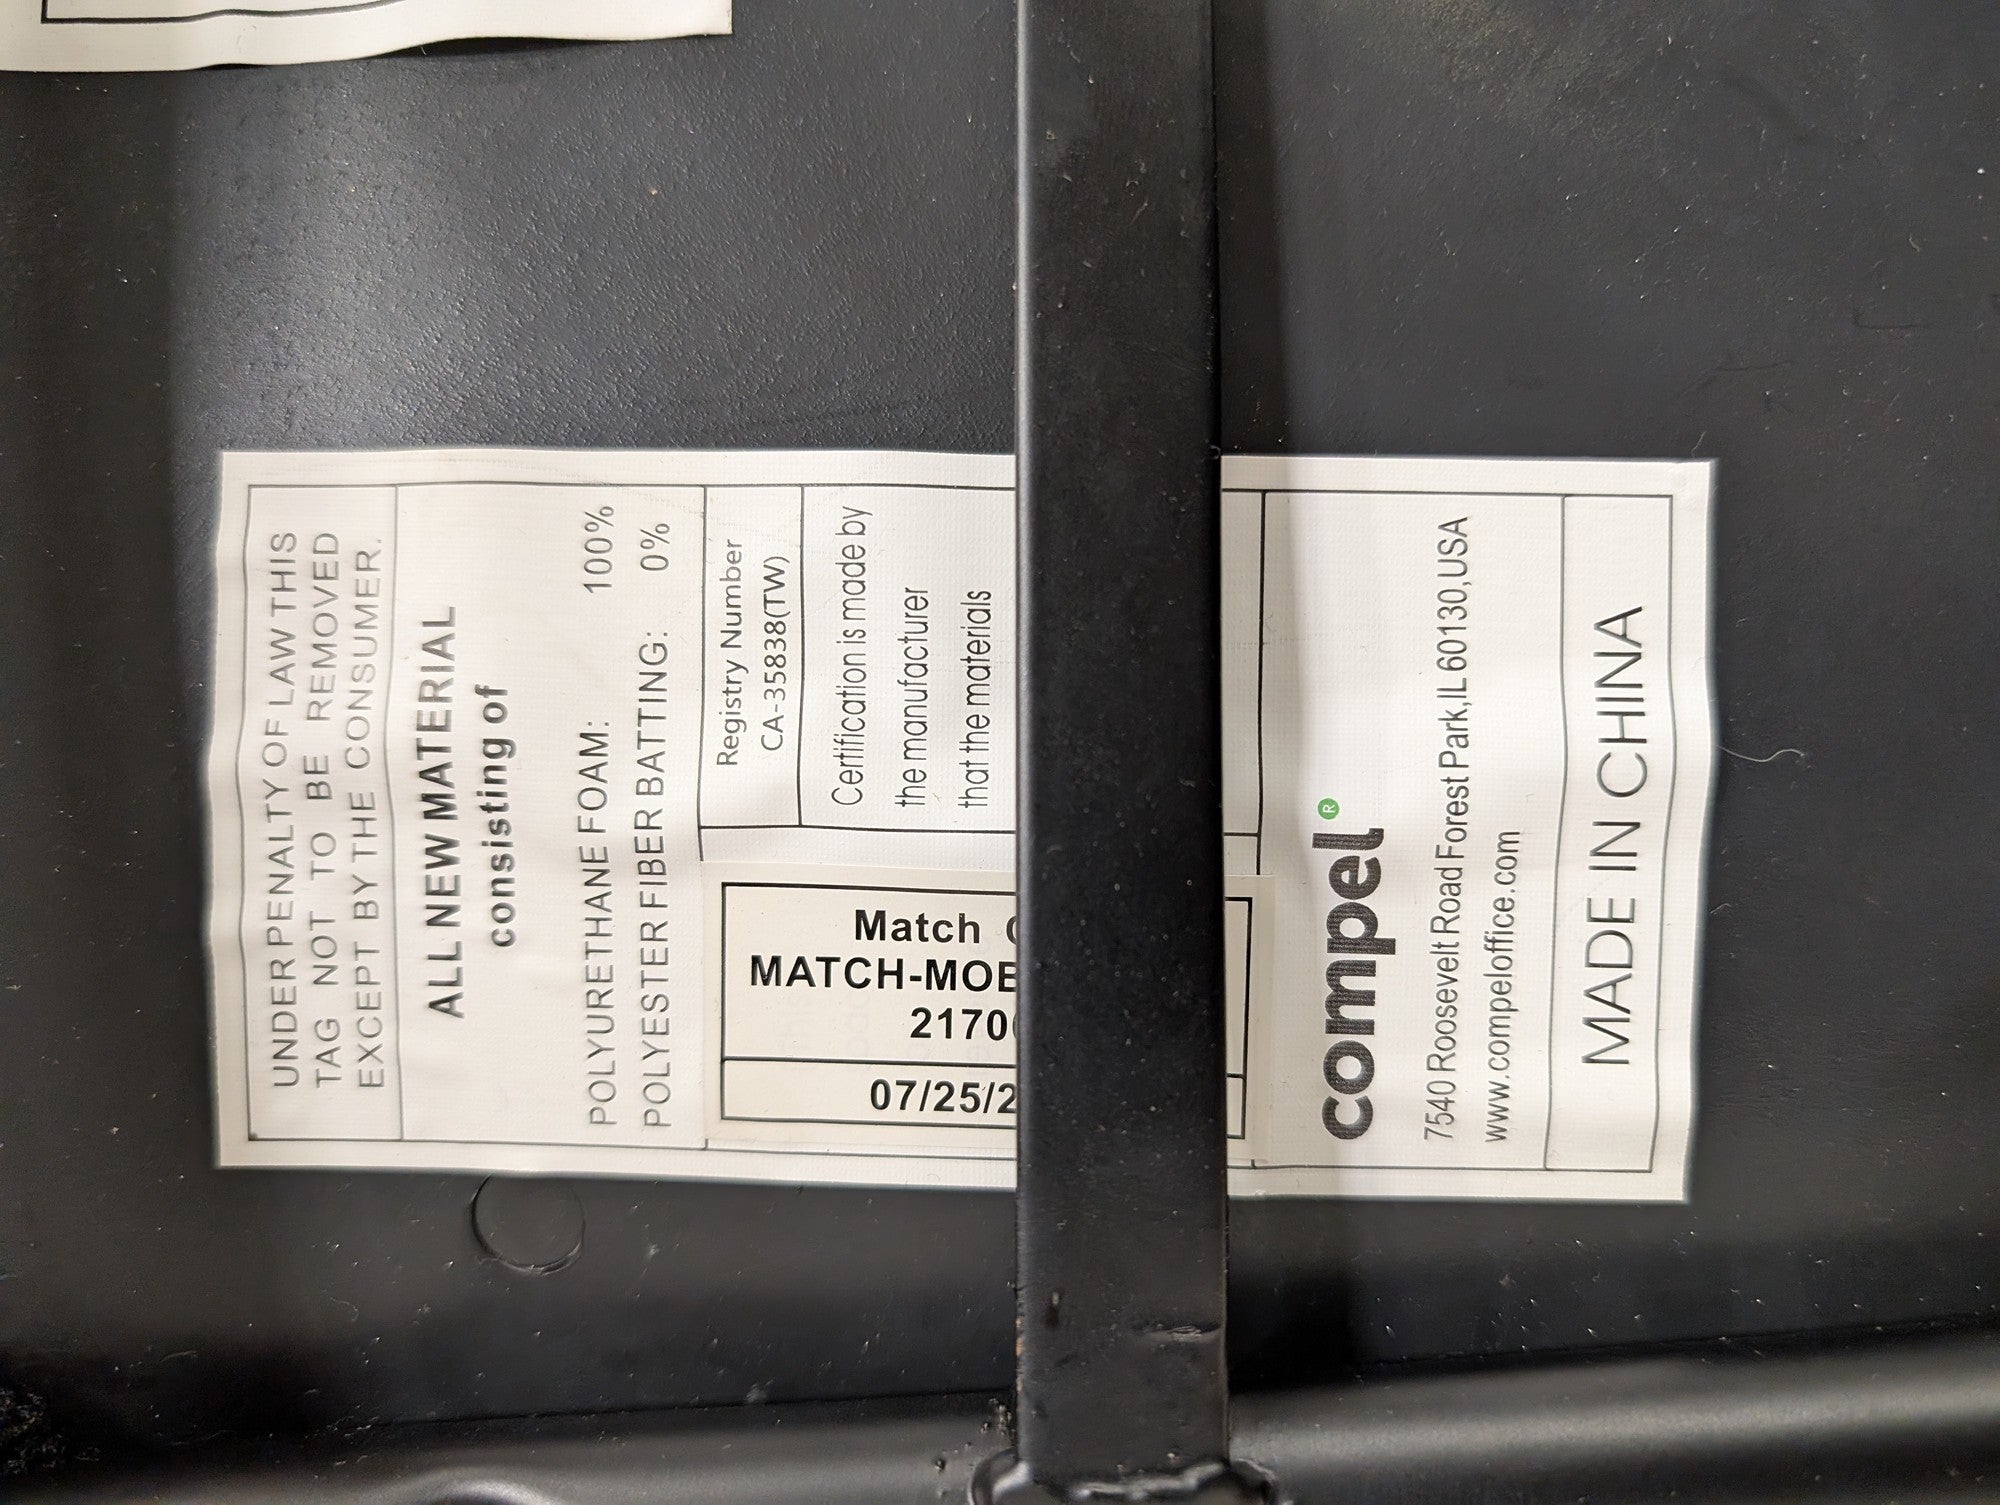 UNDER PENALTY OF LAW THIS
TAG NOT TO BE REMOVED
EXCEPT BY THE CONSUMER.
ALL NEW MATERIAL
consisting of
POLYURETHANE FOAM: 100%
POLYESTER FIBER BATTING: 0%
Registry Number
CA-35838(TW)
Certification is made by
the manufacturer
that the materials
Match
MATCH-MOB
2170
07/25/2
compel®
7540 Roosevelt Road Forest Park,IL 60130,USA
www.compeloffice.com
MADE IN CHINA